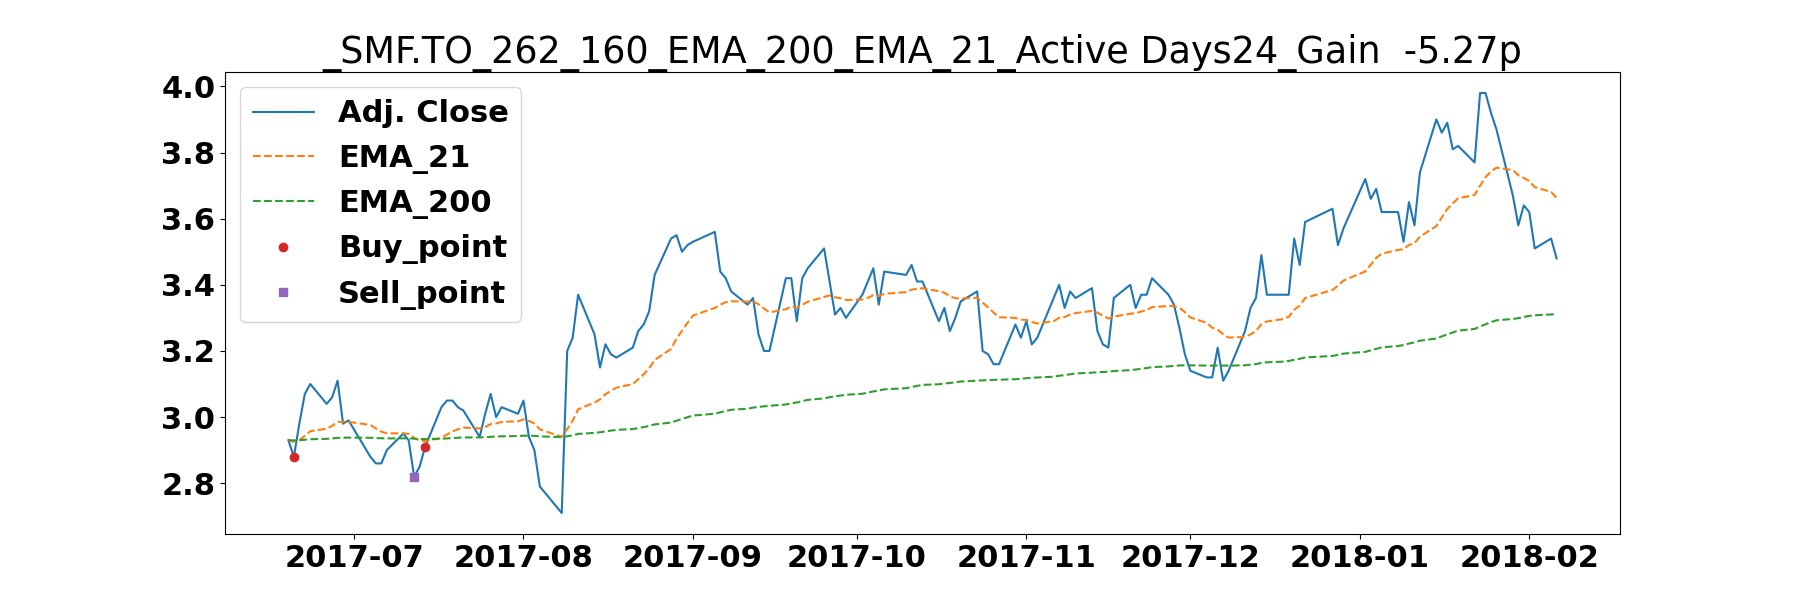 _SMF.TO_262_160_EMA_200_EMA_21_Active Days24_Gain  -5.27p
4.0
3.8
3.6
3.4
3.2
3.0
2.8
Adj. Close
EMA_21
EMA_200
Buy_point
Sell_point
2017-07 2017-08 2017-09 2017-10 2017-11 2017-12 2018-01 2018-02